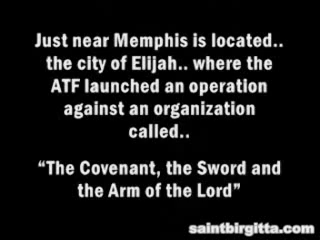 Just near Memphis is located..
the city of Elijah.. where the
ATF launched an operation
against an organization
called..
“The Covenant, the Sword and
the Arm of the Lord”
saintbirgitta.com